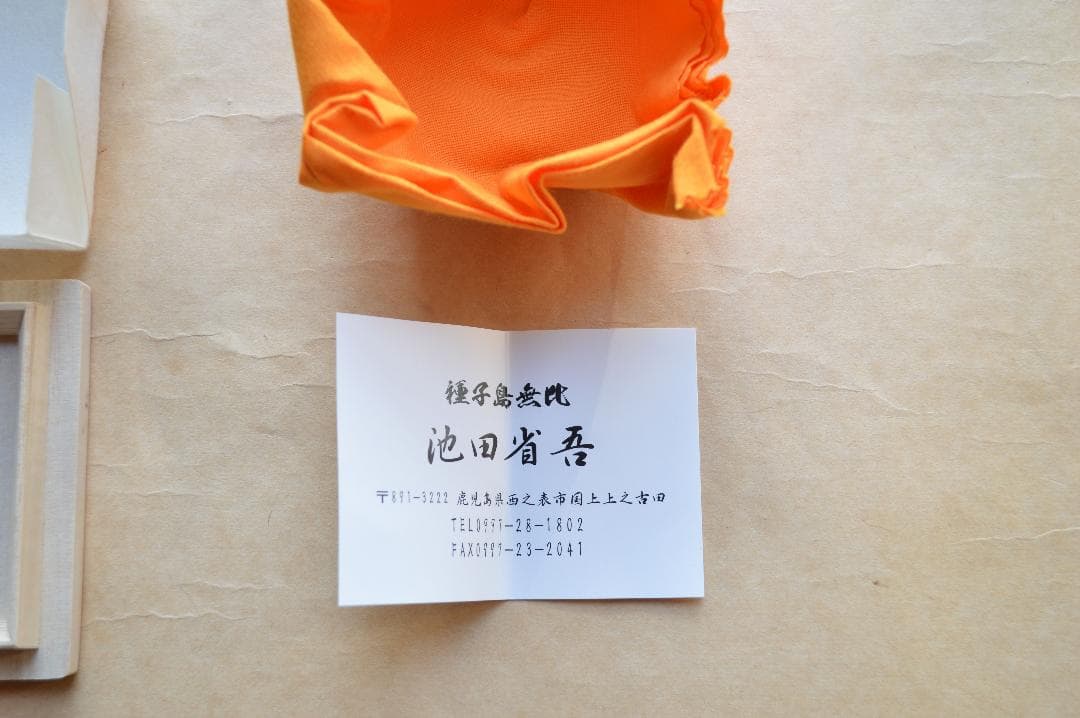 種子島無比
池田省吾
〒891-3222 鹿児島県西之表市国上上之古田
TEL0997-28-1802
FAX0997-23-2041